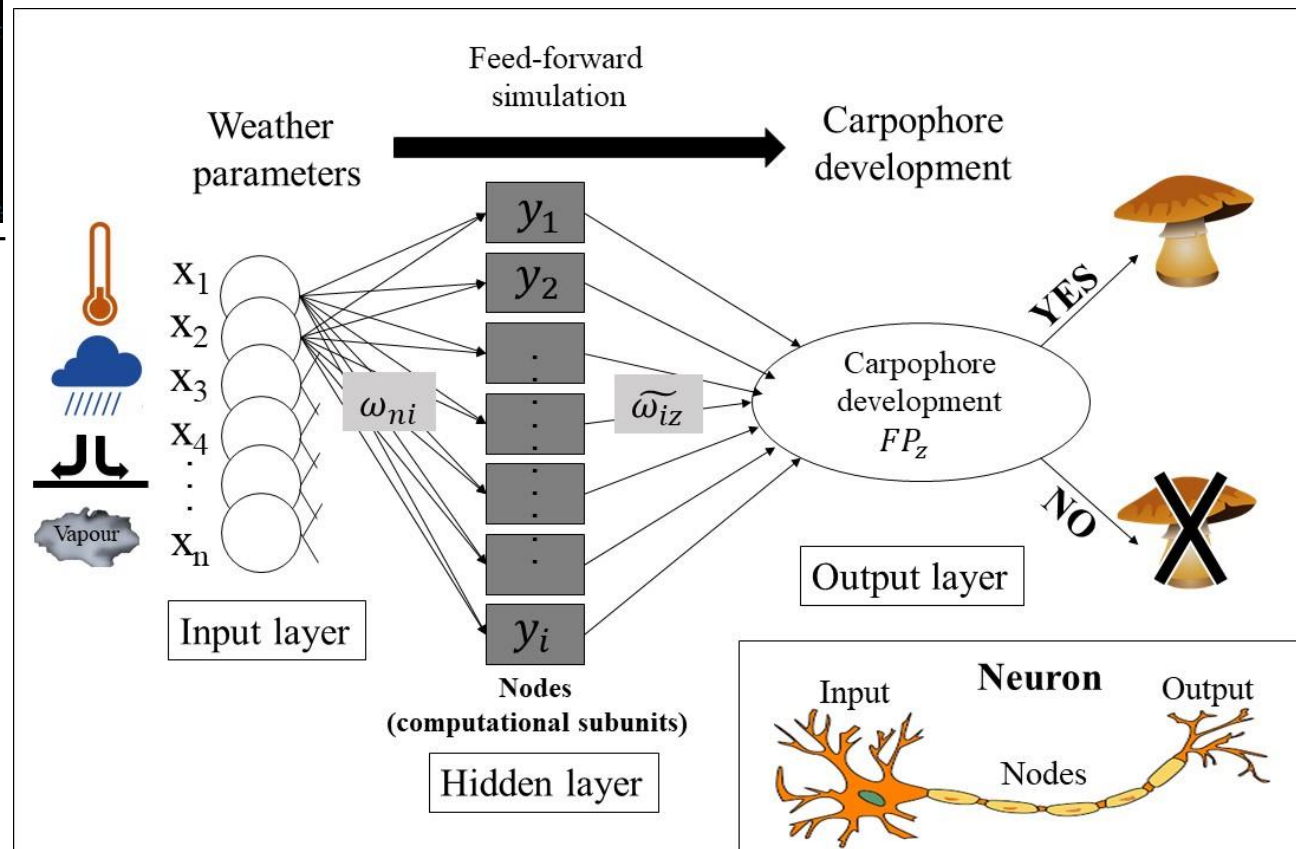 Feed-forward
simulation
Weather
parameters
Carpophore
development
x₁
x₂
x₃
x₄
⋮
xₙ
Vapour
Input layer
y₁
y₂
⋮
yᵢ
ωₙᵢ
ω͠ᵢ𝓏
Nodes
(computational subunits)
Hidden layer
Carpophore
development
FP𝓏
Output layer
YES
NO
Neuron
Input
Output
Nodes